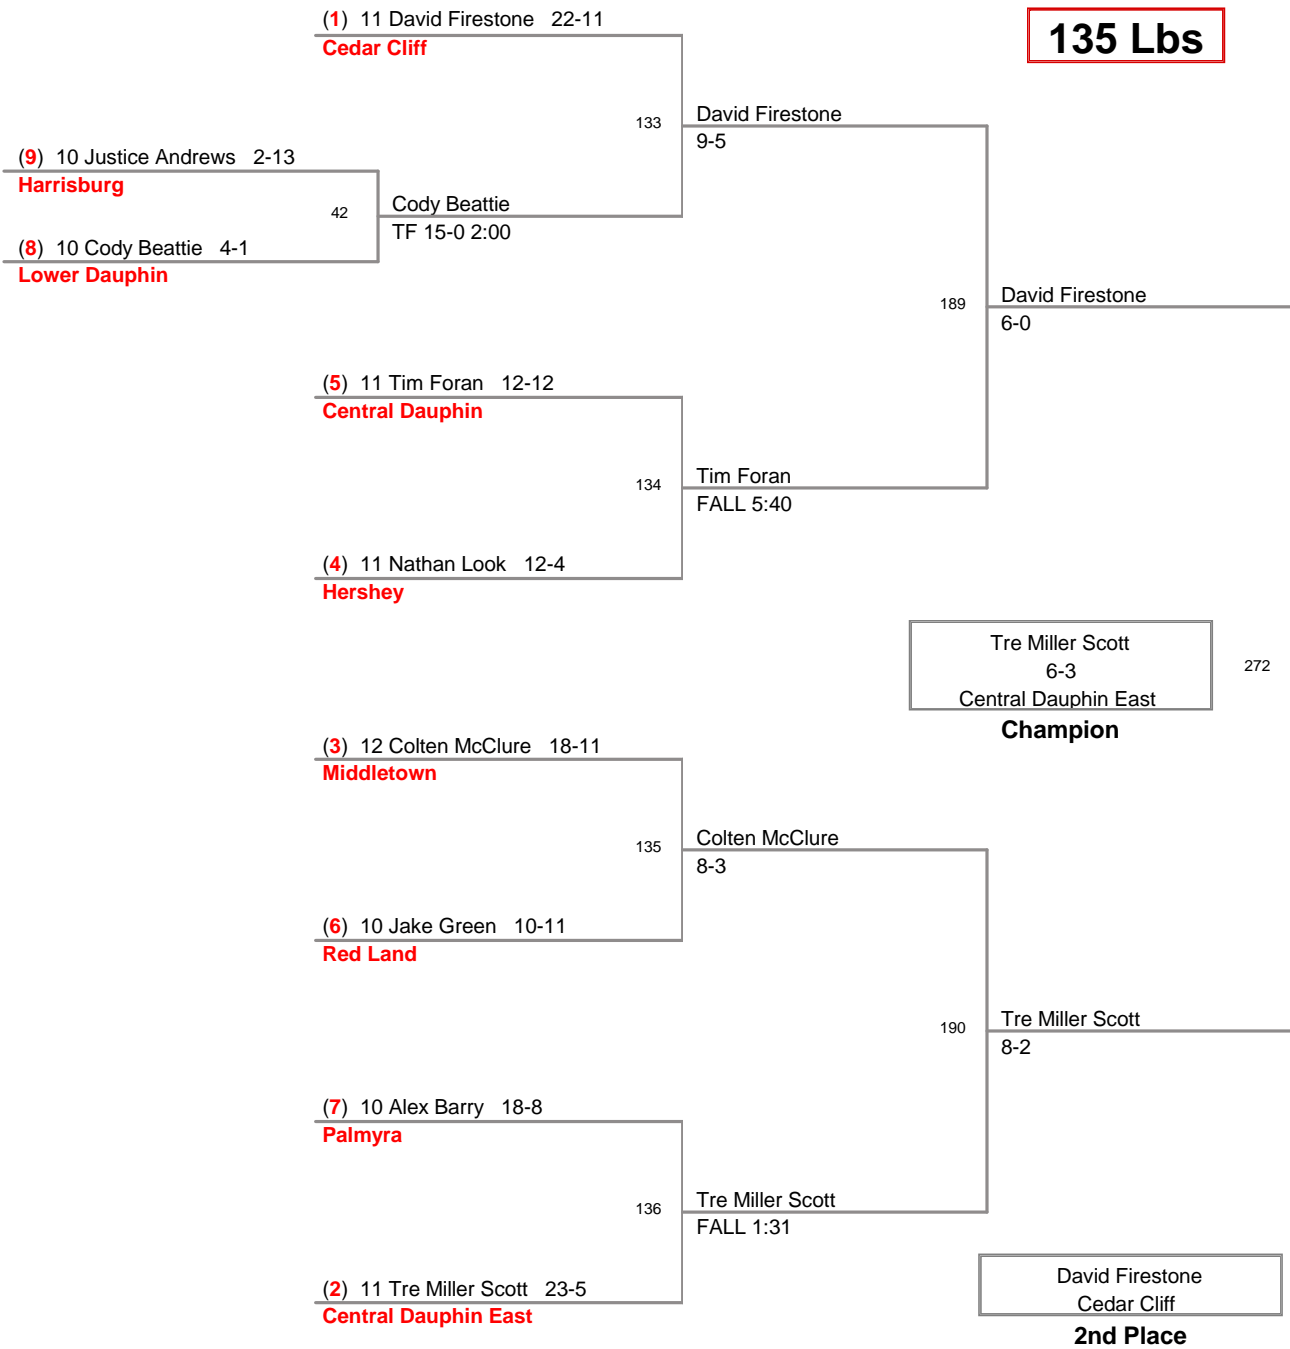 (1) 11 David Firestone 22-11
Cedar Cliff
135 Lbs
133
David Firestone
9-5
(9) 10 Justice Andrews 2-13
Harrisburg
42
Cody Beattie
TF 15-0 2:00
(8) 10 Cody Beattie 4-1
Lower Dauphin
189
David Firestone
6-0
(5) 11 Tim Foran 12-12
Central Dauphin
134
Tim Foran
FALL 5:40
(4) 11 Nathan Look 12-4
Hershey
Tre Miller Scott
6-3
Central Dauphin East
272
Champion
(3) 12 Colten McClure 18-11
Middletown
135
Colten McClure
8-3
(6) 10 Jake Green 10-11
Red Land
190
Tre Miller Scott
8-2
(7) 10 Alex Barry 18-8
Palmyra
136
Tre Miller Scott
FALL 1:31
(2) 11 Tre Miller Scott 23-5
Central Dauphin East
David Firestone
Cedar Cliff
2nd Place